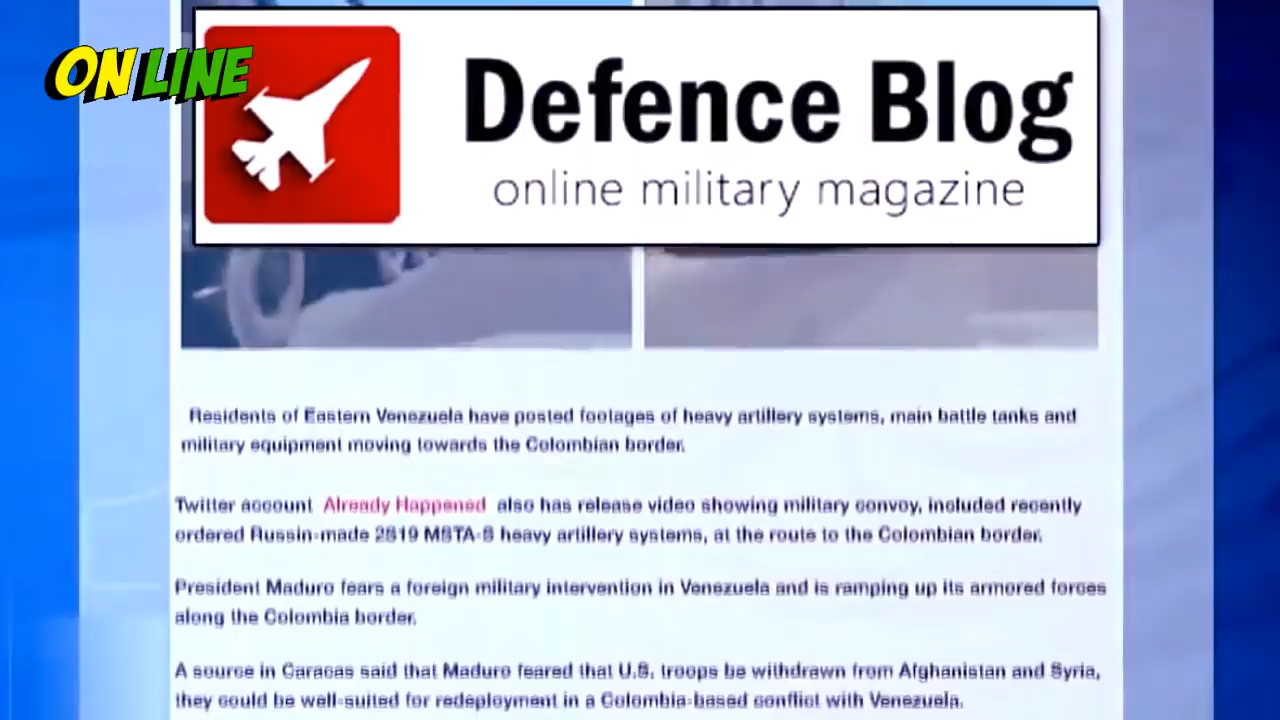 ONLINE
Defence Blog
online military magazine
Residents of Eastern Venezuela have posted footages of heavy artillery systems, main battle tanks and
military equipment moving towards the Colombian border.
Twitter account Already Happened also has release video showing military convoy, included recently
ordered Russin-made 2S19 MSTA-S heavy artillery systems, at the route to the Colombian border.
President Maduro fears a foreign military intervention in Venezuela and is ramping up its armored forces
along the Colombia border.
A source in Caracas said that Maduro feared that U.S. troops be withdrawn from Afghanistan and Syria,
they could be well-suited for redeployment in a Colombia-based conflict with Venezuela.